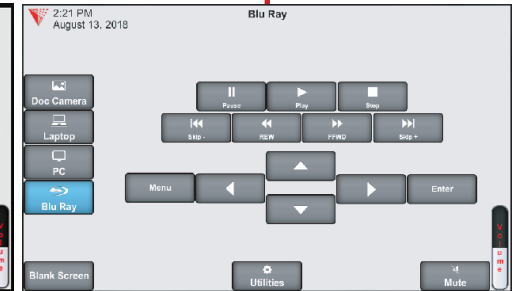 2:21 PM
August 13, 2018
Blu Ray
Pause
Play
Stop
Doc Camera
Skip -
REW
FFWD
Skip +
Laptop
PC
Menu
Enter
Blu Ray
Volume
Volume
Blank Screen
Utilities
Mute